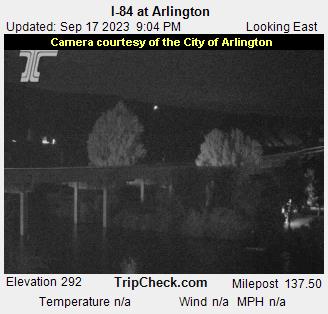 I-84 at Arlington
Updated: Sep 17 2023 9:04 PM Looking East
Camera courtesy of the City of Arlington
Elevation 292 TripCheck.com Milepost 137.50
Temperature n/a Wind n/a MPH n/a